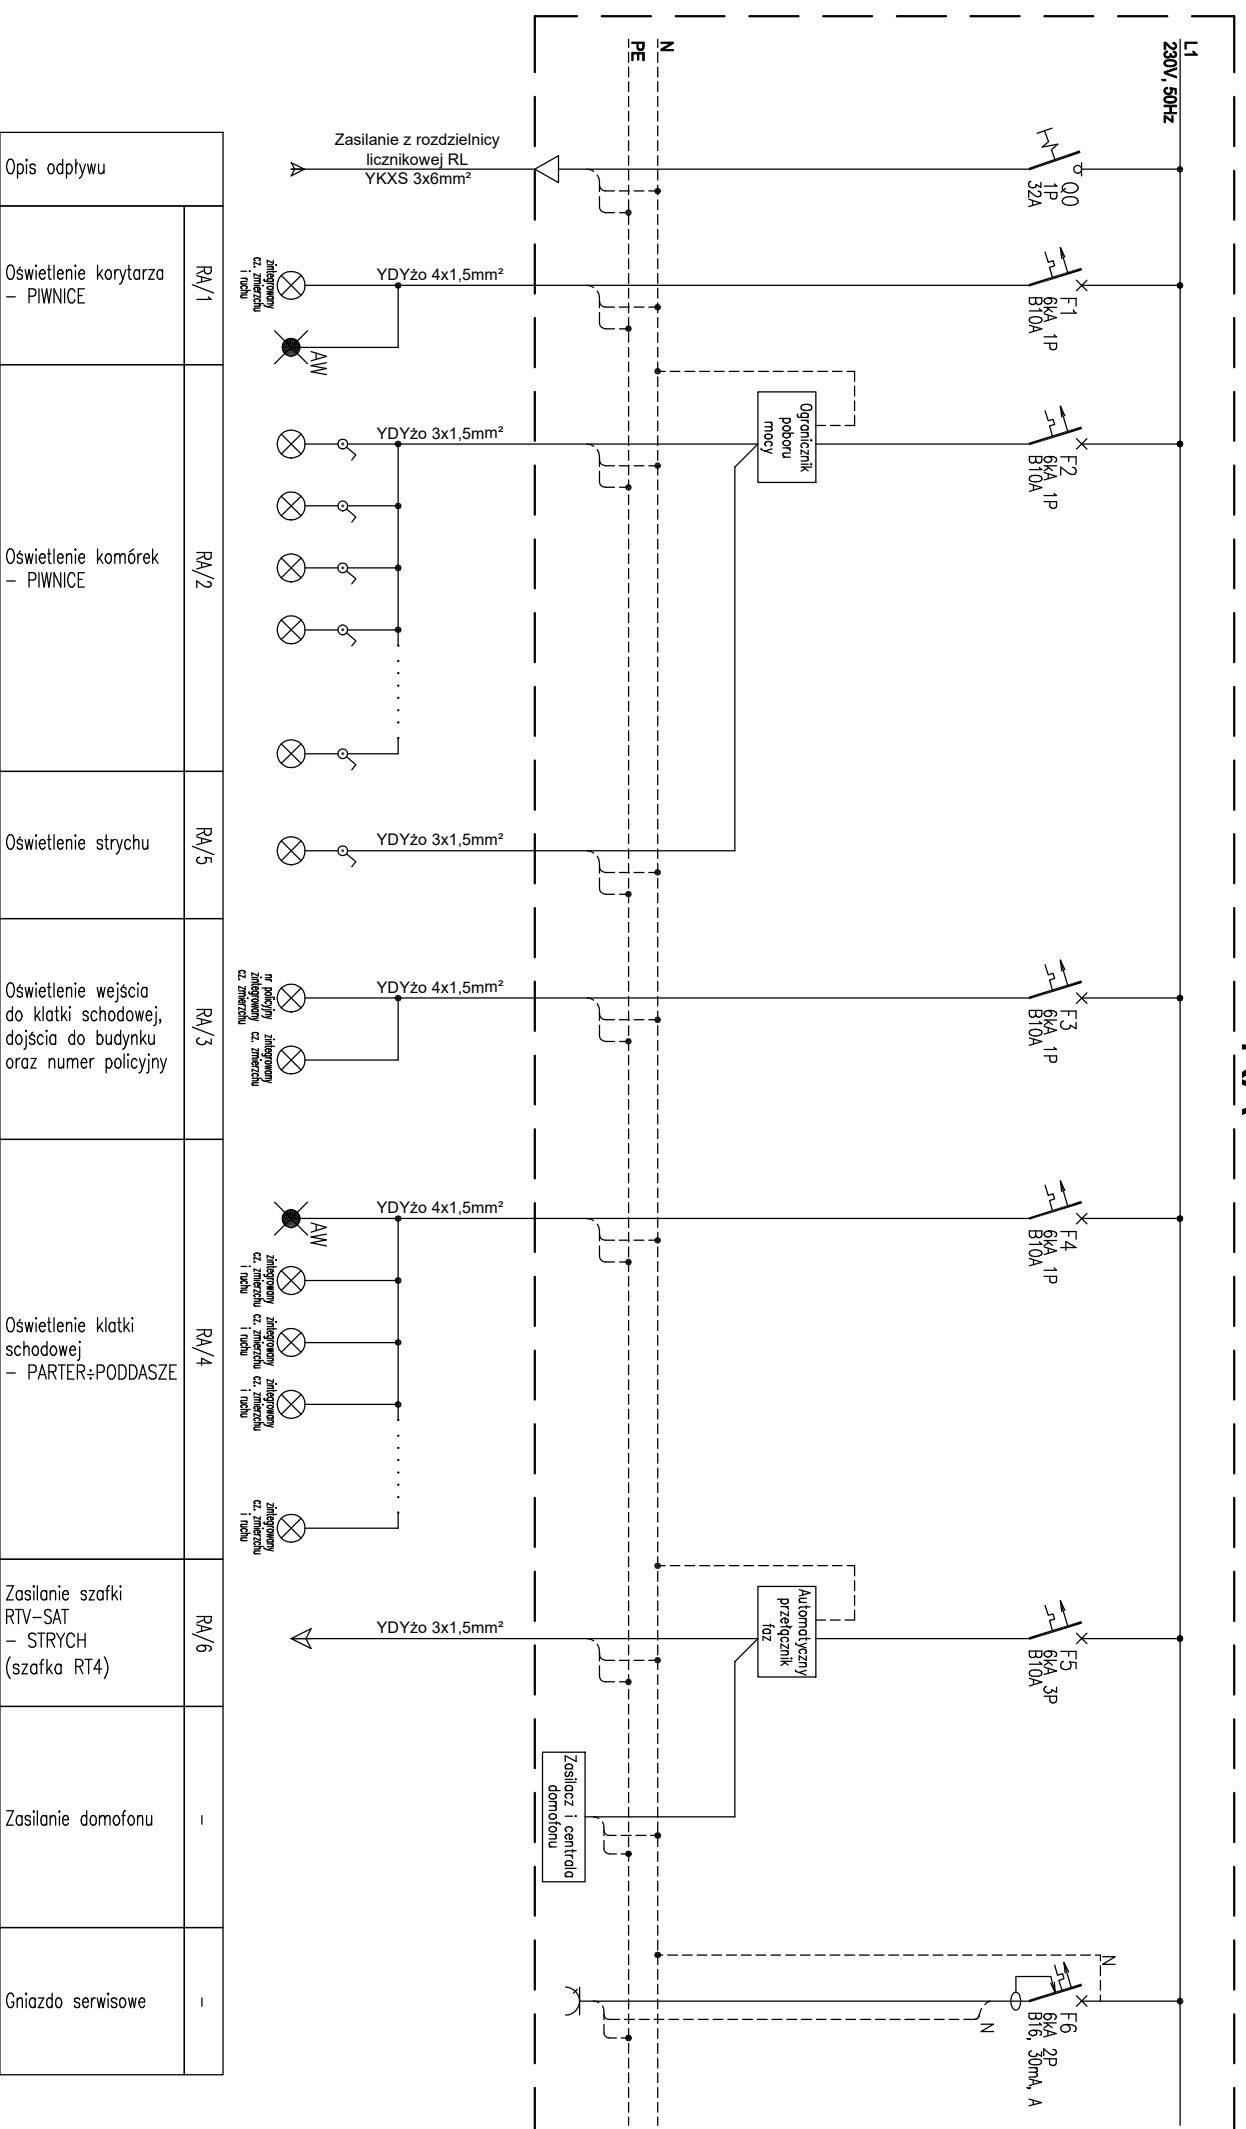 L1
230V, 50Hz
N
PE
Zasilanie z rozdzielnicy
licznikowej RL
YKXS 3x6mm²
Q0
1P
32A
Opis odpływu
F1
6kA 1P
B10A
YDYżo 4x1,5mm²
zintegrowany
cz. zmierzchu
i ruchu
AW
RA/1
Oświetlenie korytarza
– PIWNICE
F2
6kA 1P
B10A
Ogranicznik
poboru
mocy
YDYżo 3x1,5mm²
RA/2
Oświetlenie komórek
– PIWNICE
YDYżo 3x1,5mm²
RA/5
Oświetlenie strychu
F3
6kA 1P
B10A
YDYżo 4x1,5mm²
nr policyjny
zintegrowany
cz. zmierzchu
zintegrowany
cz. zmierzchu
RA/3
Oświetlenie wejścia
do klatki schodowej,
dojścia do budynku
oraz numer policyjny
F4
6kA 1P
B10A
YDYżo 4x1,5mm²
AW
zintegrowany
cz. zmierzchu
i ruchu
zintegrowany
cz. zmierzchu
i ruchu
zintegrowany
cz. zmierzchu
i ruchu
zintegrowany
cz. zmierzchu
i ruchu
RA/4
Oświetlenie klatki
schodowej
– PARTER÷PODDASZE
F5
6kA 3P
B10A
Automatyczny
przełącznik
faz
YDYżo 3x1,5mm²
RA/6
Zasilanie szafki
RTV–SAT
– STRYCH
(szafka RT4)
Zasilacz i centrala
domofonu
–
Zasilanie domofonu
N
F6
6kA 2P
B16, 30mA, A
N
–
Gniazdo serwisowe